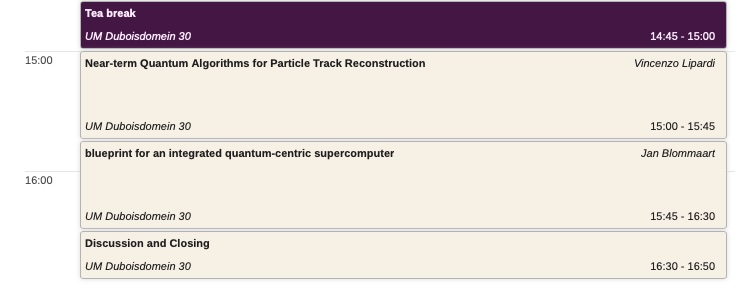 Tea break
UM Duboisdomein 30 14:45 - 15:00
15:00
Near-term Quantum Algorithms for Particle Track Reconstruction Vincenzo Lipardi
UM Duboisdomein 30 15:00 - 15:45
blueprint for an integrated quantum-centric supercomputer Jan Blommaart
16:00
UM Duboisdomein 30 15:45 - 16:30
Discussion and Closing
UM Duboisdomein 30 16:30 - 16:50